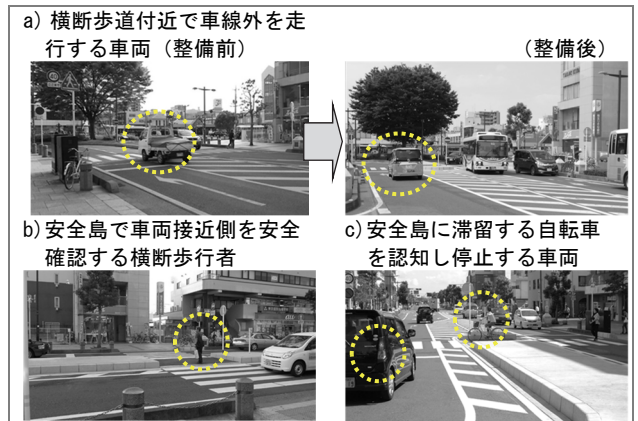 a) 横断歩道付近で車線外を走
行する車両（整備前）
（整備後）
b) 安全島で車両接近側を安全
確認する横断歩行者
c) 安全島に滞留する自転車
を認知し停止する車両